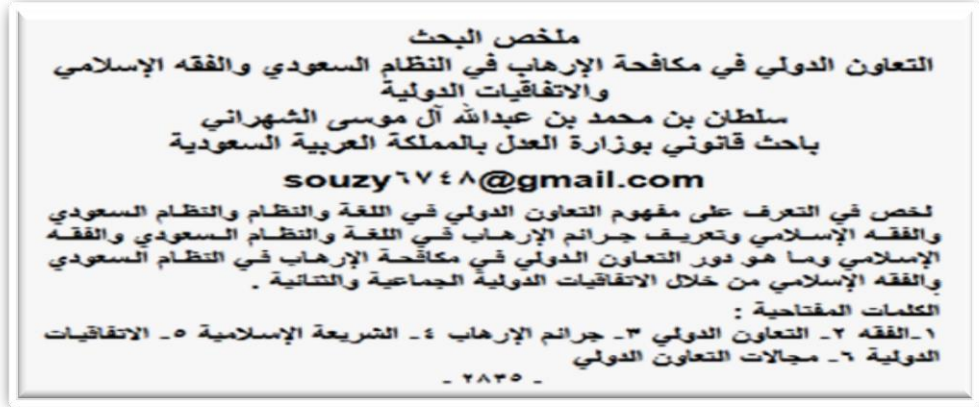 ملخص البحث
التعاون الدولي في مكافحة الإرهاب في النظام السعودي والفقه الإسلامي
والاتفاقيات الدولية
سلطان بن محمد بن عبدالله آل موسى الشهراني
باحث قانوني بوزارة العدل بالمملكة العربية السعودية
souzy٦٧٤٨@gmail.com
لخص في التعرف على مفهوم التعاون الدولي في اللغة والنظام والنظام السعودي
والفقه الإسلامي وتعريف جرائم الإرهاب في اللغة والنظام السعودي والفقه
الإسلامي وما هو دور التعاون الدولي في مكافحة الإرهاب في النظام السعودي
والفقه الإسلامي من خلال الاتفاقيات الدولية الجماعية والثنائية .
الكلمات المفتاحية :
١-الفقه ٢- التعاون الدولي ٣- جرائم الإرهاب ٤- الشريعة الإسلامية ٥- الاتفاقيات
الدولية ٦- مجالات التعاون الدولي
- ٢٨٣٥ -